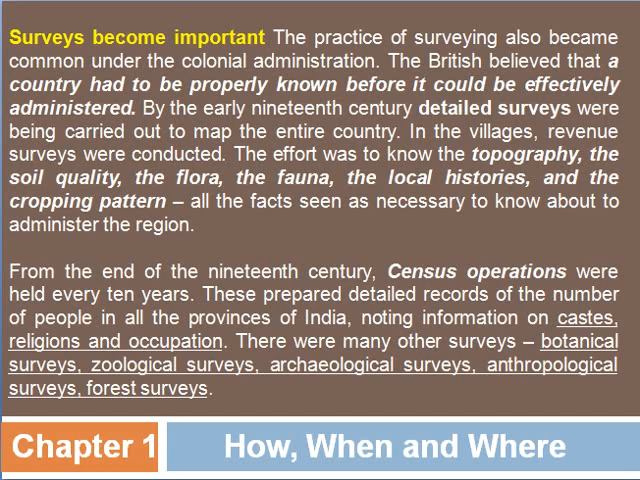 Surveys become important The practice of surveying also became
common under the colonial administration. The British believed that a
country had to be properly known before it could be effectively
administered. By the early nineteenth century detailed surveys were
being carried out to map the entire country. In the villages, revenue
surveys were conducted. The effort was to know the topography, the
soil quality, the flora, the fauna, the local histories, and the
cropping pattern – all the facts seen as necessary to know about to
administer the region.
From the end of the nineteenth century, Census operations were
held every ten years. These prepared detailed records of the number
of people in all the provinces of India, noting information on castes,
religions and occupation. There were many other surveys – botanical
surveys, zoological surveys, archaeological surveys, anthropological
surveys, forest surveys.
Chapter 1 How, When and Where